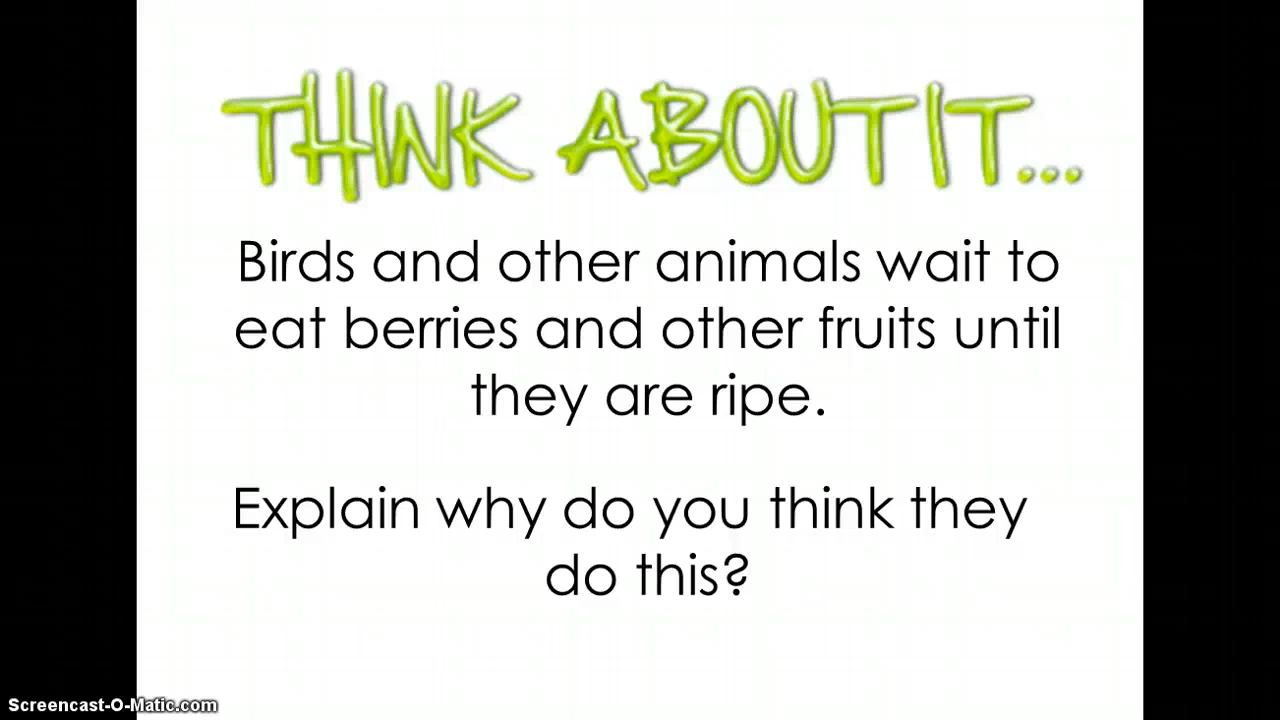 THINK ABOUT IT...
Birds and other animals wait to
eat berries and other fruits until
they are ripe.
Explain why do you think they
do this?
Screencast-O-Matic.com